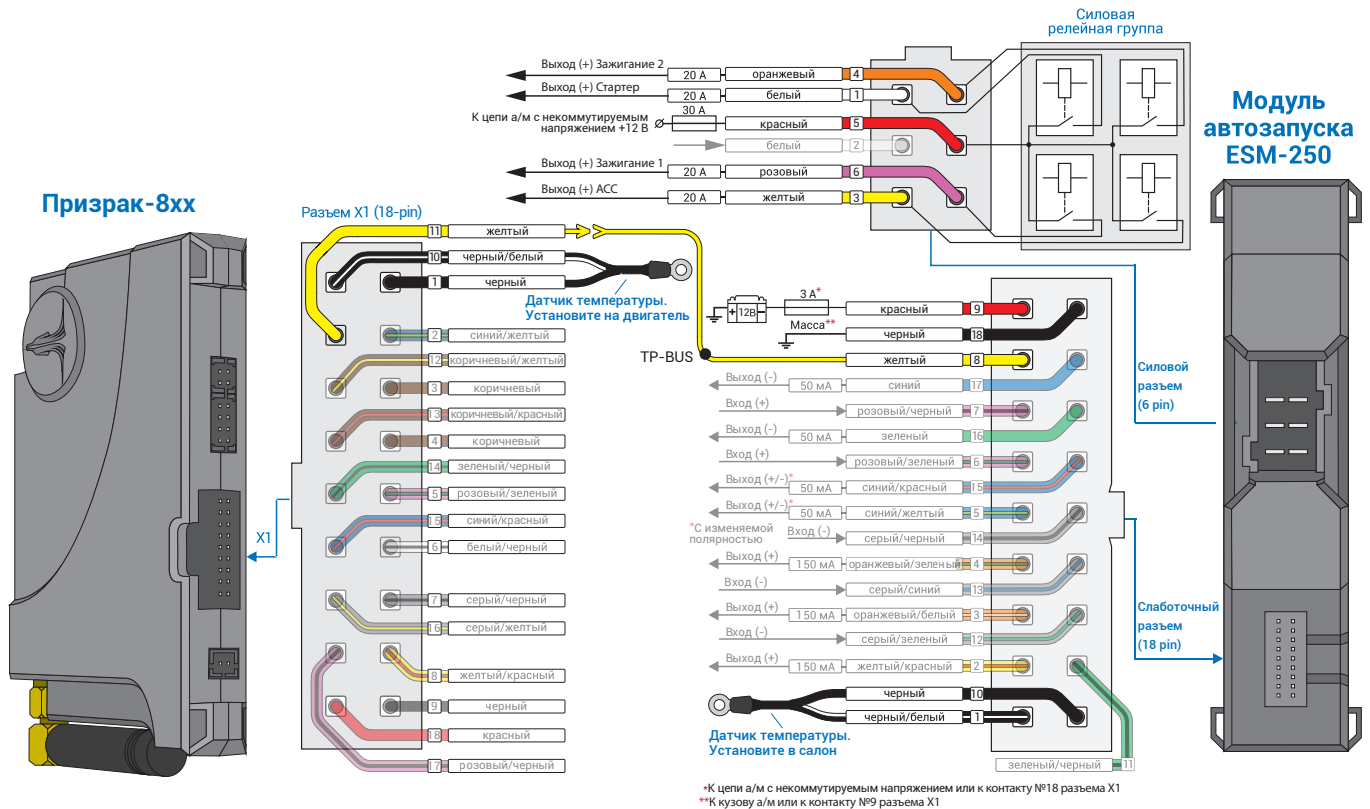 Силовая
релейная группа
Выход (+) Зажигание 2
20 А
оранжевый
4
Выход (+) Стартер
20 А
белый
1
К цепи а/м с некоммутируемым
напряжением +12 В
30 А
красный
5
белый
2
Выход (+) Зажигание 1
20 А
розовый
6
Выход (+) АСС
20 А
желтый
3
Модуль
автозапуска
ESM-250
Призрак-8хх
Разъем X1 (18-pin)
11
желтый
10
черный/белый
1
черный
Датчик температуры.
Установите на двигатель
2
синий/желтый
12
коричневый/желтый
3
коричневый
13
коричневый/красный
4
коричневый
14
зеленый/черный
5
розовый/зеленый
15
синий/красный
6
белый/черный
7
серый/черный
16
серый/желтый
8
желтый/красный
9
черный
18
красный
17
розовый/черный
X1
TP-BUS
+ 12В −
3 А*
красный
9
Масса**
черный
18
желтый
8
Выход (-)
50 мА
синий
17
Вход (+)
розовый/черный
7
Выход (-)
50 мА
зеленый
16
Вход (+)
розовый/зеленый
6
Выход (+/-)*
50 мА
синий/красный
15
Выход (+/-)*
50 мА
синий/желтый
5
*С изменяемой
полярностью
Вход (-)
серый/черный
14
Выход (+)
150 мА
оранжевый/зеленый
4
Вход (-)
серый/синий
13
Выход (+)
150 мА
оранжевый/белый
3
Вход (-)
серый/зеленый
12
Выход (+)
150 мА
желтый/красный
2
черный
10
черный/белый
1
Датчик температуры.
Установите в салон
зеленый/черный
11
Силовой
разъем
(6 pin)
Слаботочный
разъем
(18 pin)
*К цепи а/м с некоммутируемым напряжением или к контакту №18 разъема X1
**К кузову а/м или к контакту №9 разъема X1